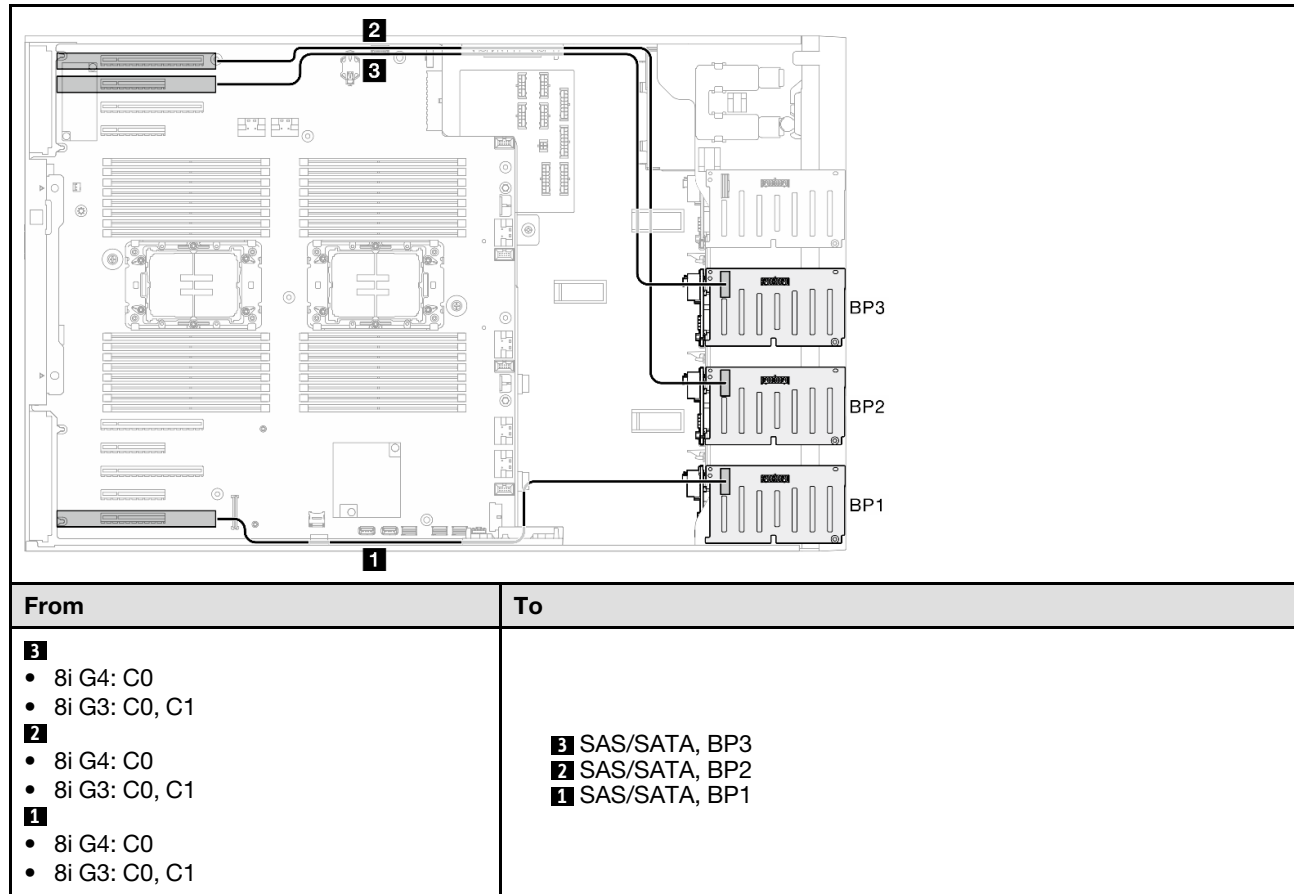 2
3
BP3
BP2
BP1
1
From To
3
• 8i G4: C0
• 8i G3: C0, C1
2
• 8i G4: C0
• 8i G3: C0, C1
1
• 8i G4: C0
• 8i G3: C0, C1
3 SAS/SATA, BP3
2 SAS/SATA, BP2
1 SAS/SATA, BP1